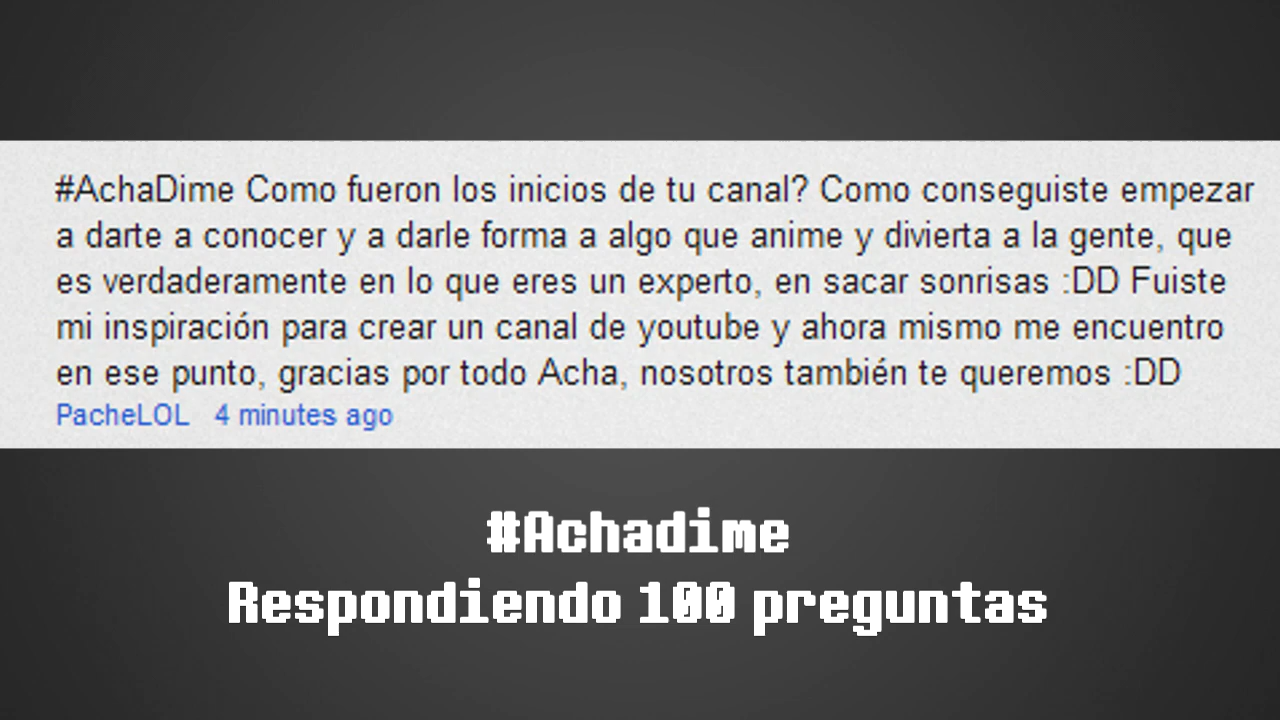 #AchaDime Como fueron los inicios de tu canal? Como conseguiste empezar
a darte a conocer y a darle forma a algo que anime y divierta a la gente, que
es verdaderamente en lo que eres un experto, en sacar sonrisas :DD Fuiste
mi inspiración para crear un canal de youtube y ahora mismo me encuentro
en ese punto, gracias por todo Acha, nosotros también te queremos :DD
PacheLOL 4 minutes ago
#Achadime
Respondiendo 100 preguntas